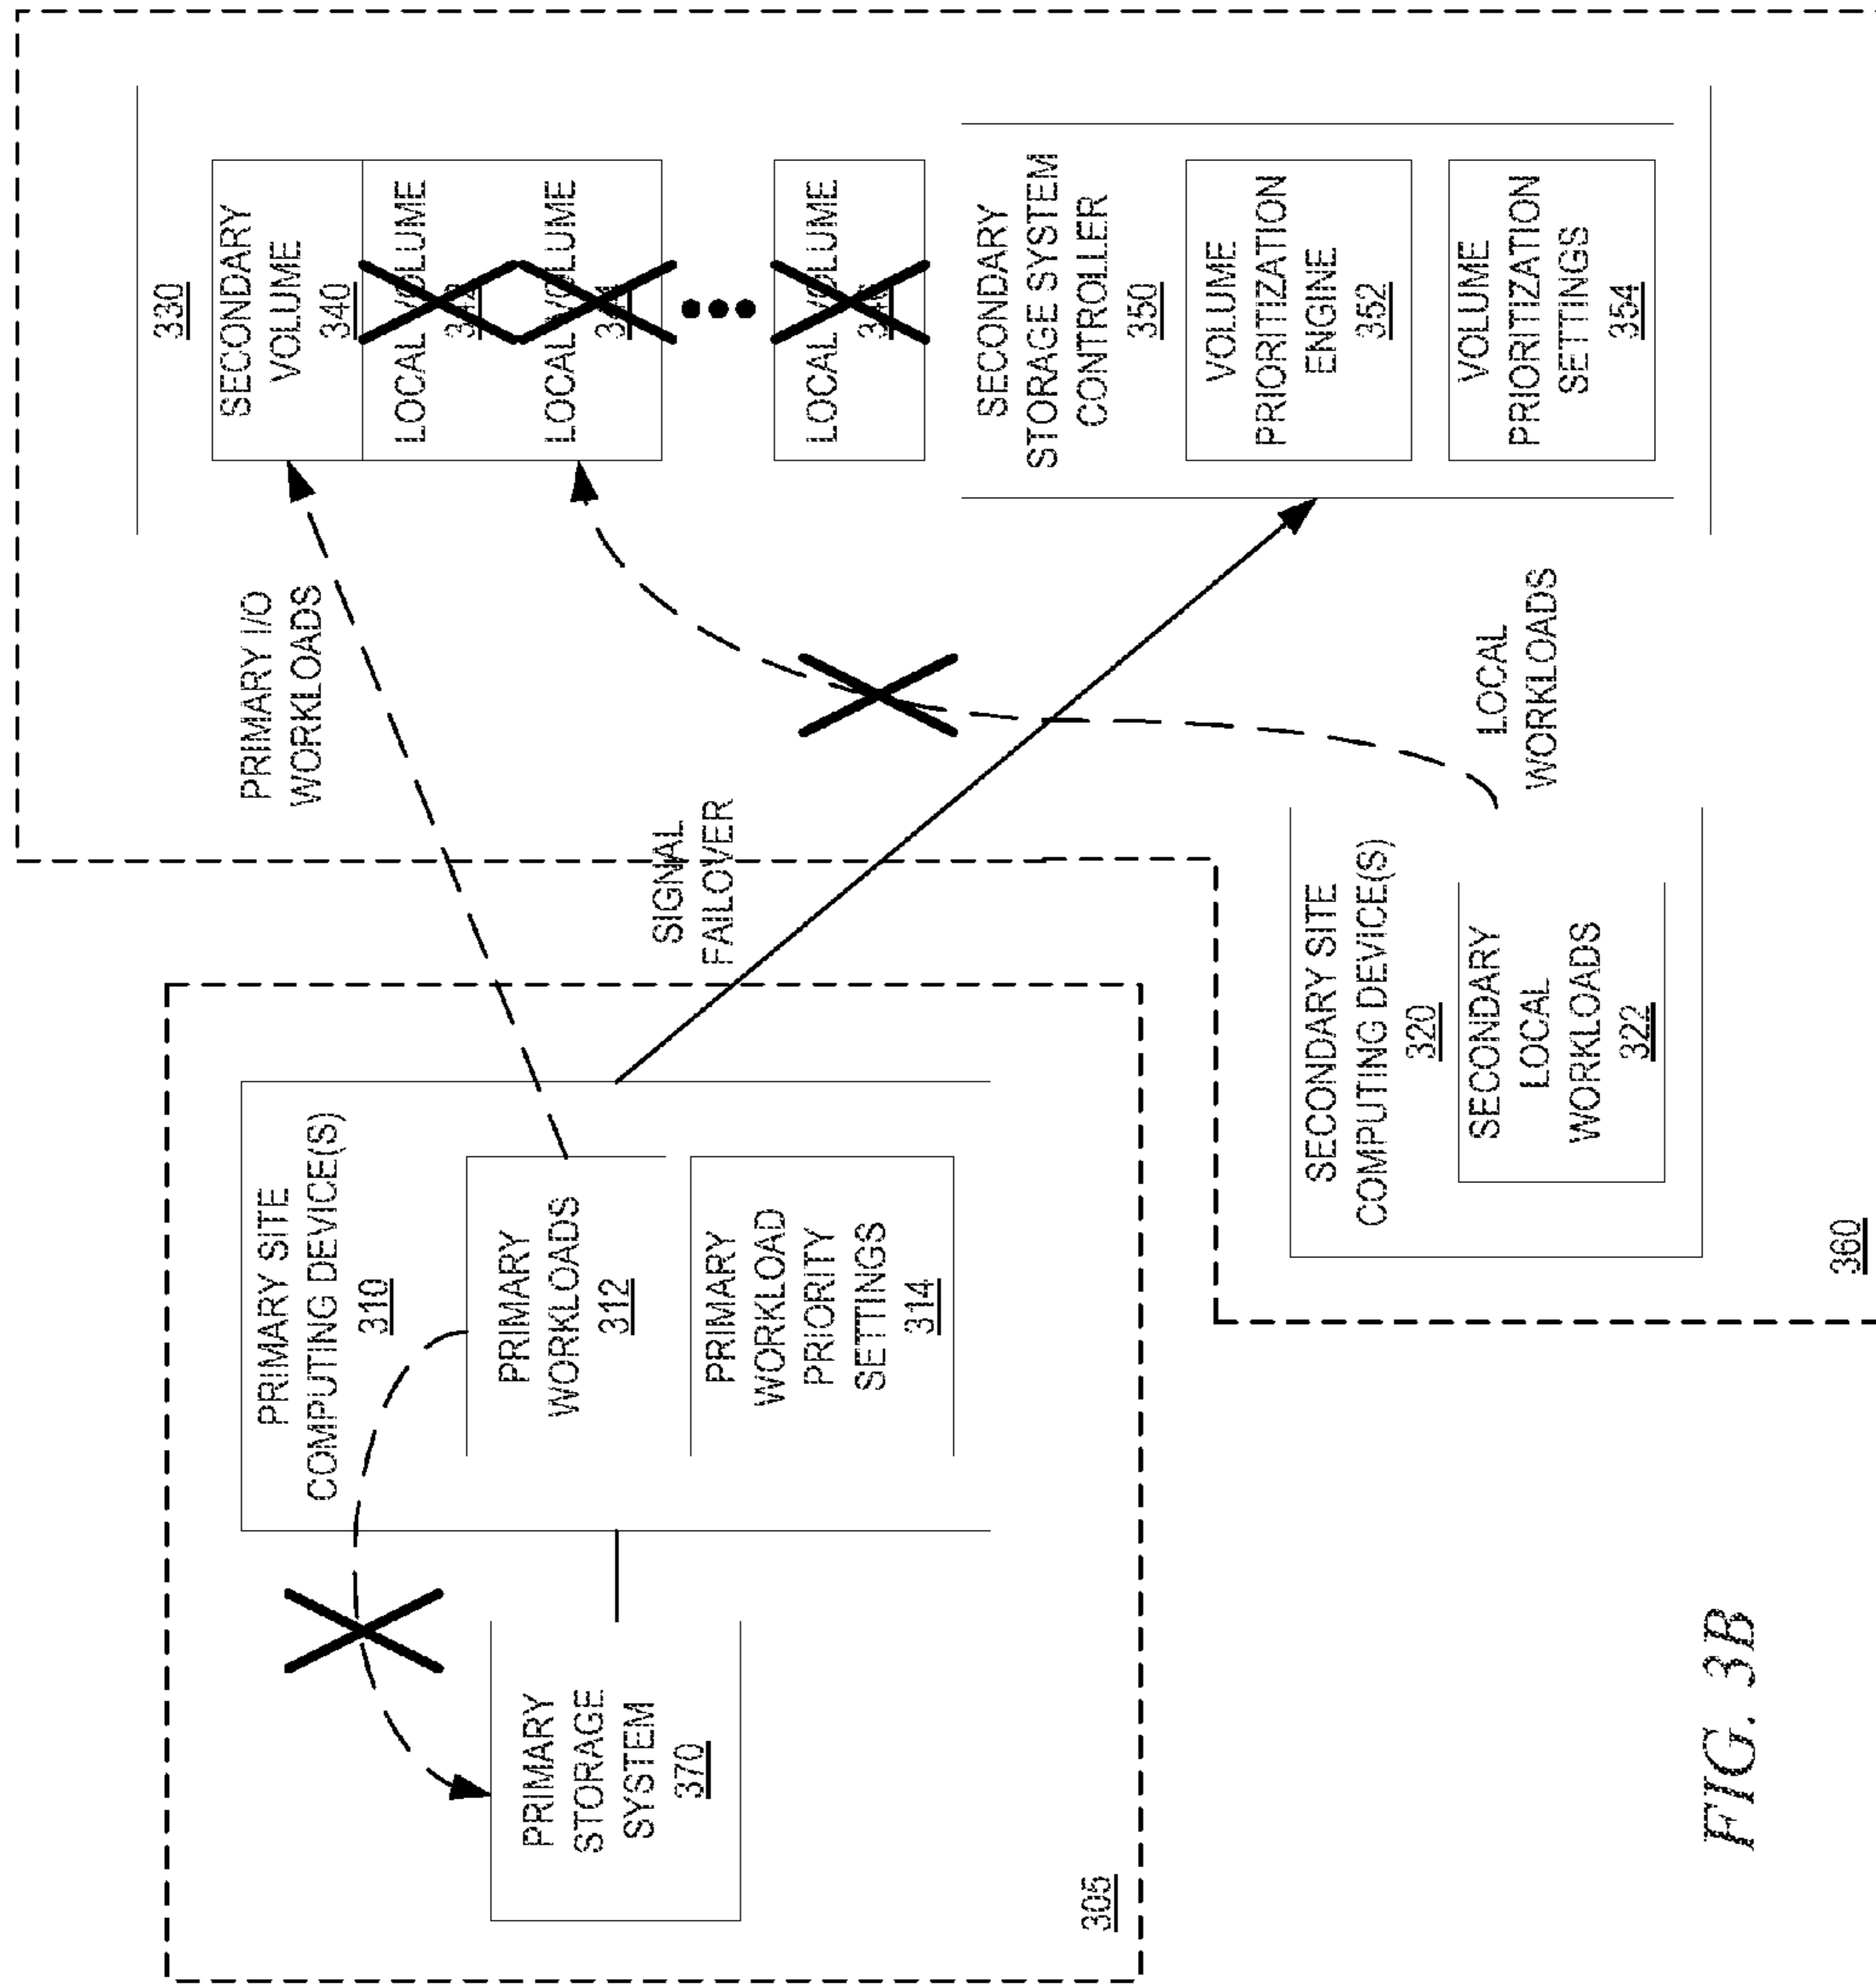 PRIMARY STORAGE SYSTEM
370
PRIMARY SITE
COMPUTING DEVICE(S)
310
PRIMARY
WORKLOADS
312
PRIMARY
WORKLOAD
PRIORITY
SETTINGS
314
305
SIGNAL
FAILOVER
PRIMARY I/O
WORKLOADS
330
SECONDARY
VOLUME
340
LOCAL VOLUME
LOCAL VOLUME
LOCAL VOLUME
SECONDARY
STORAGE SYSTEM
CONTROLLER
350
VOLUME
PRIORITIZATION
ENGINE
352
VOLUME
PRIORITIZATION
SETTINGS
354
LOCAL
WORKLOADS
SECONDARY SITE
COMPUTING DEVICE(S)
320
SECONDARY
LOCAL
WORKLOADS
322
360
FIG. 3B